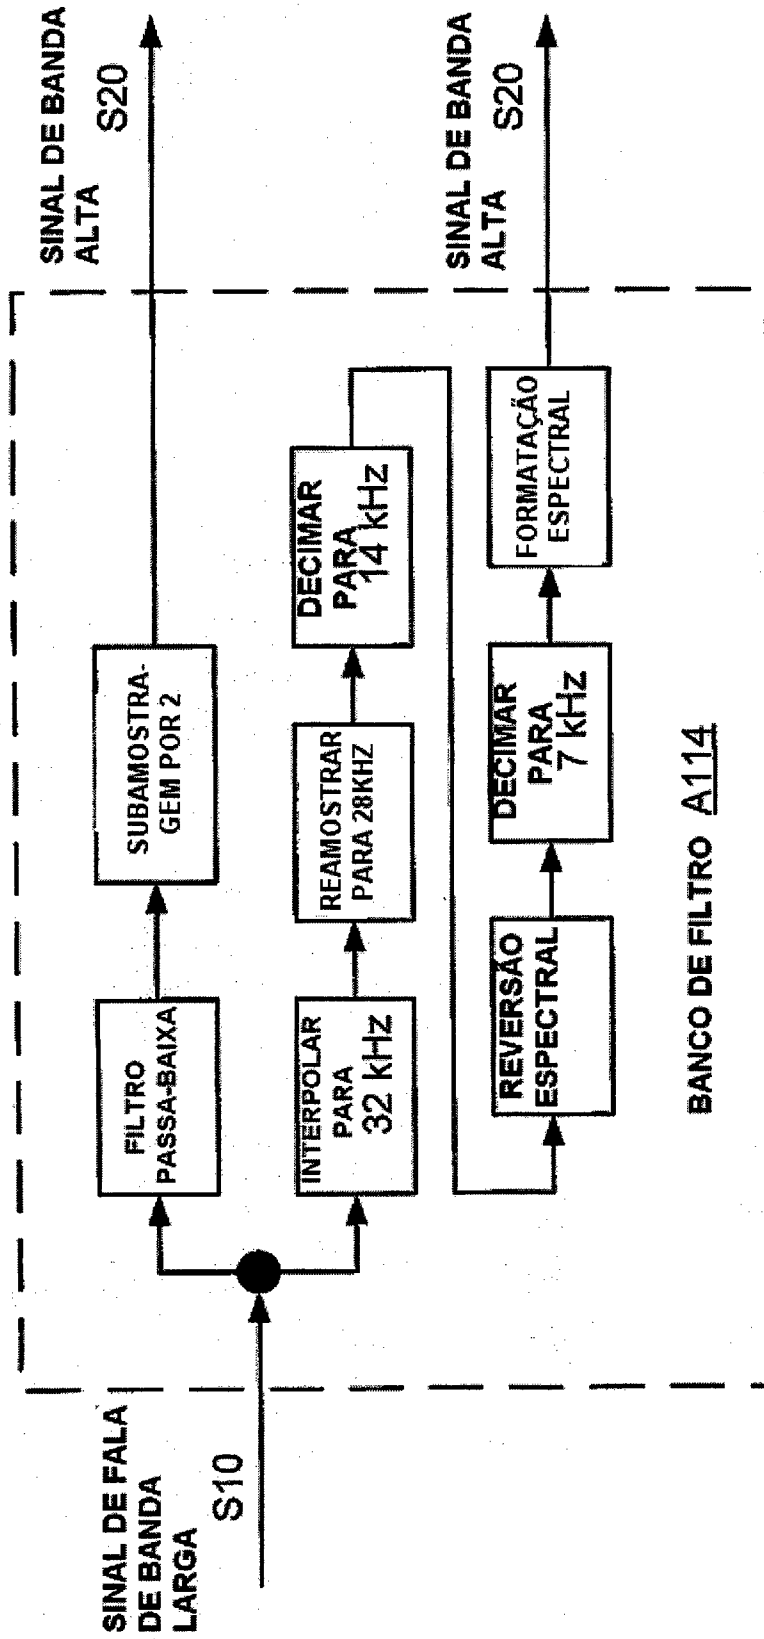 SINAL DE FALA
DE BANDA
LARGA
S10
FILTRO
PASSA-BAIXA
SUBAMOSTRA-
GEM POR 2
SINAL DE BANDA
ALTA
S20
INTERPOLAR
PARA
32 kHz
REAMOSTRAR
PARA 28KHZ
DECIMAR
PARA
14 kHz
REVERSÃO
ESPECTRAL
DECIMAR
PARA
7 kHz
FORMATAÇÃO
ESPECTRAL
SINAL DE BANDA
ALTA
S20
BANCO DE FILTRO A114